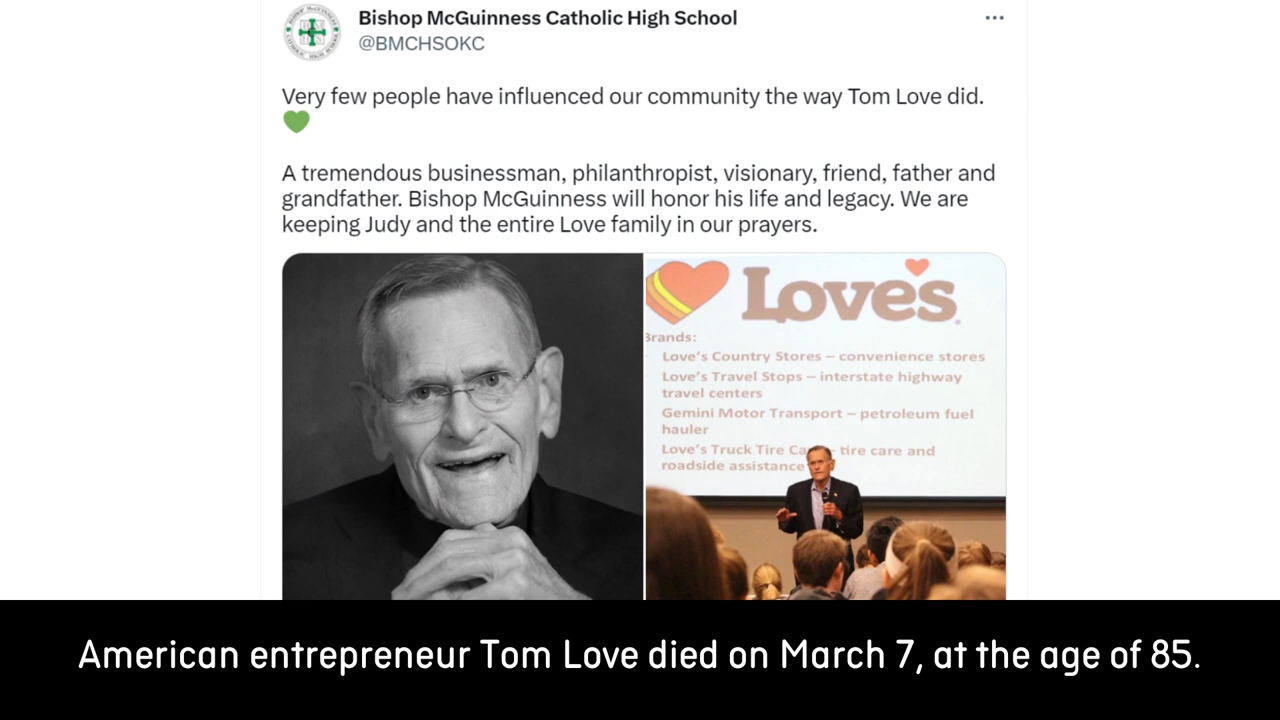 Bishop McGuinness Catholic High School
@BMCHSOKC
Very few people have influenced our community the way Tom Love did.
💚
A tremendous businessman, philanthropist, visionary, friend, father and
grandfather. Bishop McGuinness will honor his life and legacy. We are
keeping Judy and the entire Love family in our prayers.
Love's
Brands:
Love's Country Stores – convenience stores
Love's Travel Stops – interstate highway
travel centers
Gemini Motor Transport – petroleum fuel
hauler
Love's Truck Tire Ca – tire care and
roadside assistance
American entrepreneur Tom Love died on March 7, at the age of 85.